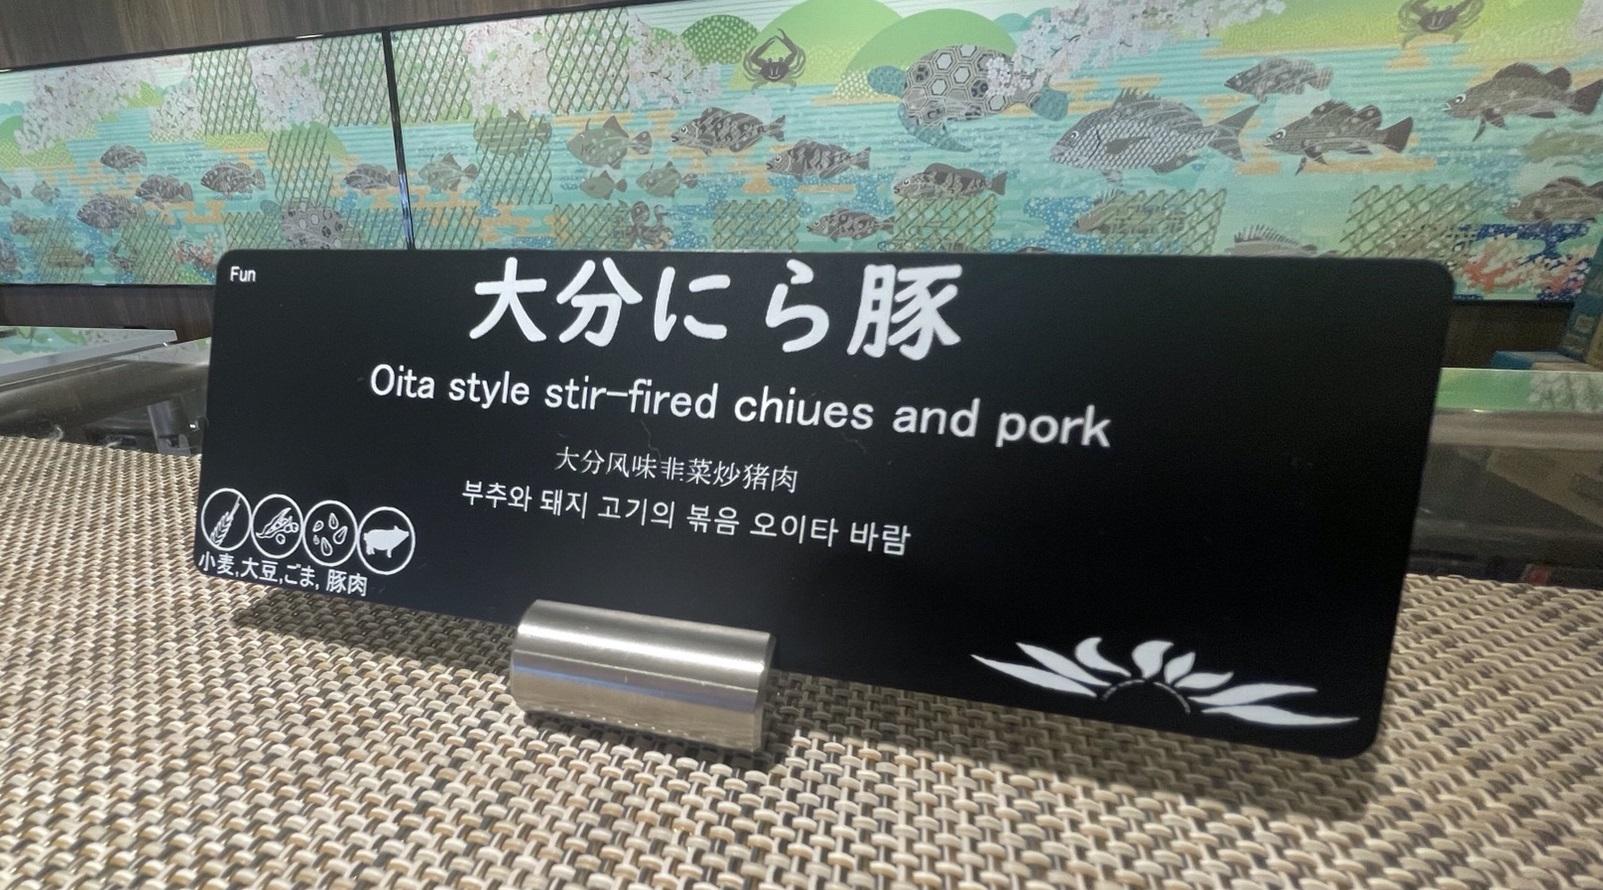 Fun
大分にら豚
Oita style stir-fired chiues and pork
大分风味韭菜炒猪肉
부추와 돼지 고기의 볶음 오이타 바람
小麦,大豆,ごま, 豚肉